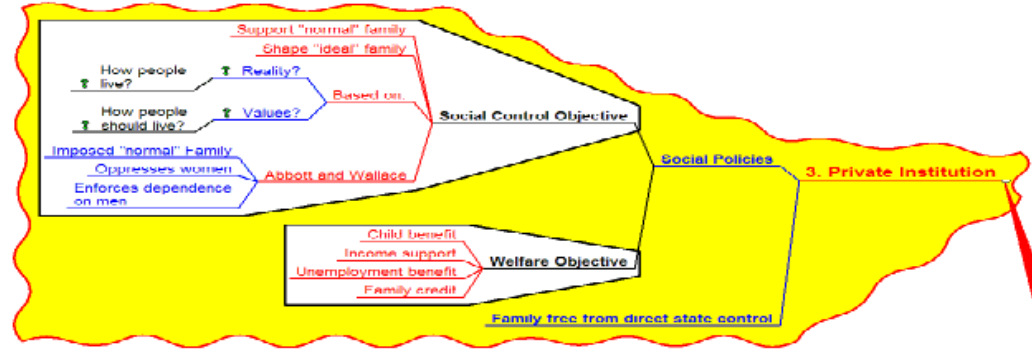 Support "normal" family
Shape "ideal" family
How people
live?
? Reality?
Based on.
How people
should live?
? Values?
Social Control Objective
Imposed "normal" Family
Oppresses women
Enforces dependence
on men
Abbott and Wallace
Social Policies
3. Private Institution
Child benefit
Income support
Unemployment benefit
Family credit
Welfare Objective
Family free from direct state control